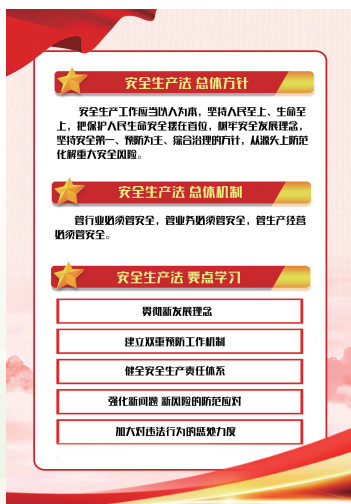 安全生产法 总体方针
安全生产工作应当以人为本，坚持人民至上、生命至
上，把保护人民生命安全摆在首位，树牢安全发展理念，
坚持安全第一、预防为主、综合治理的方针，从源头上防范
化解重大安全风险。
安全生产法 总体机制
管行业必须管安全，管业务必须管安全，管生产经营
必须管安全。
安全生产法 要点学习
贯彻新发展理念
建立双重预防工作机制
健全安全生产责任体系
强化新问题 新风险的防范应对
加大对违法行为的惩处力度